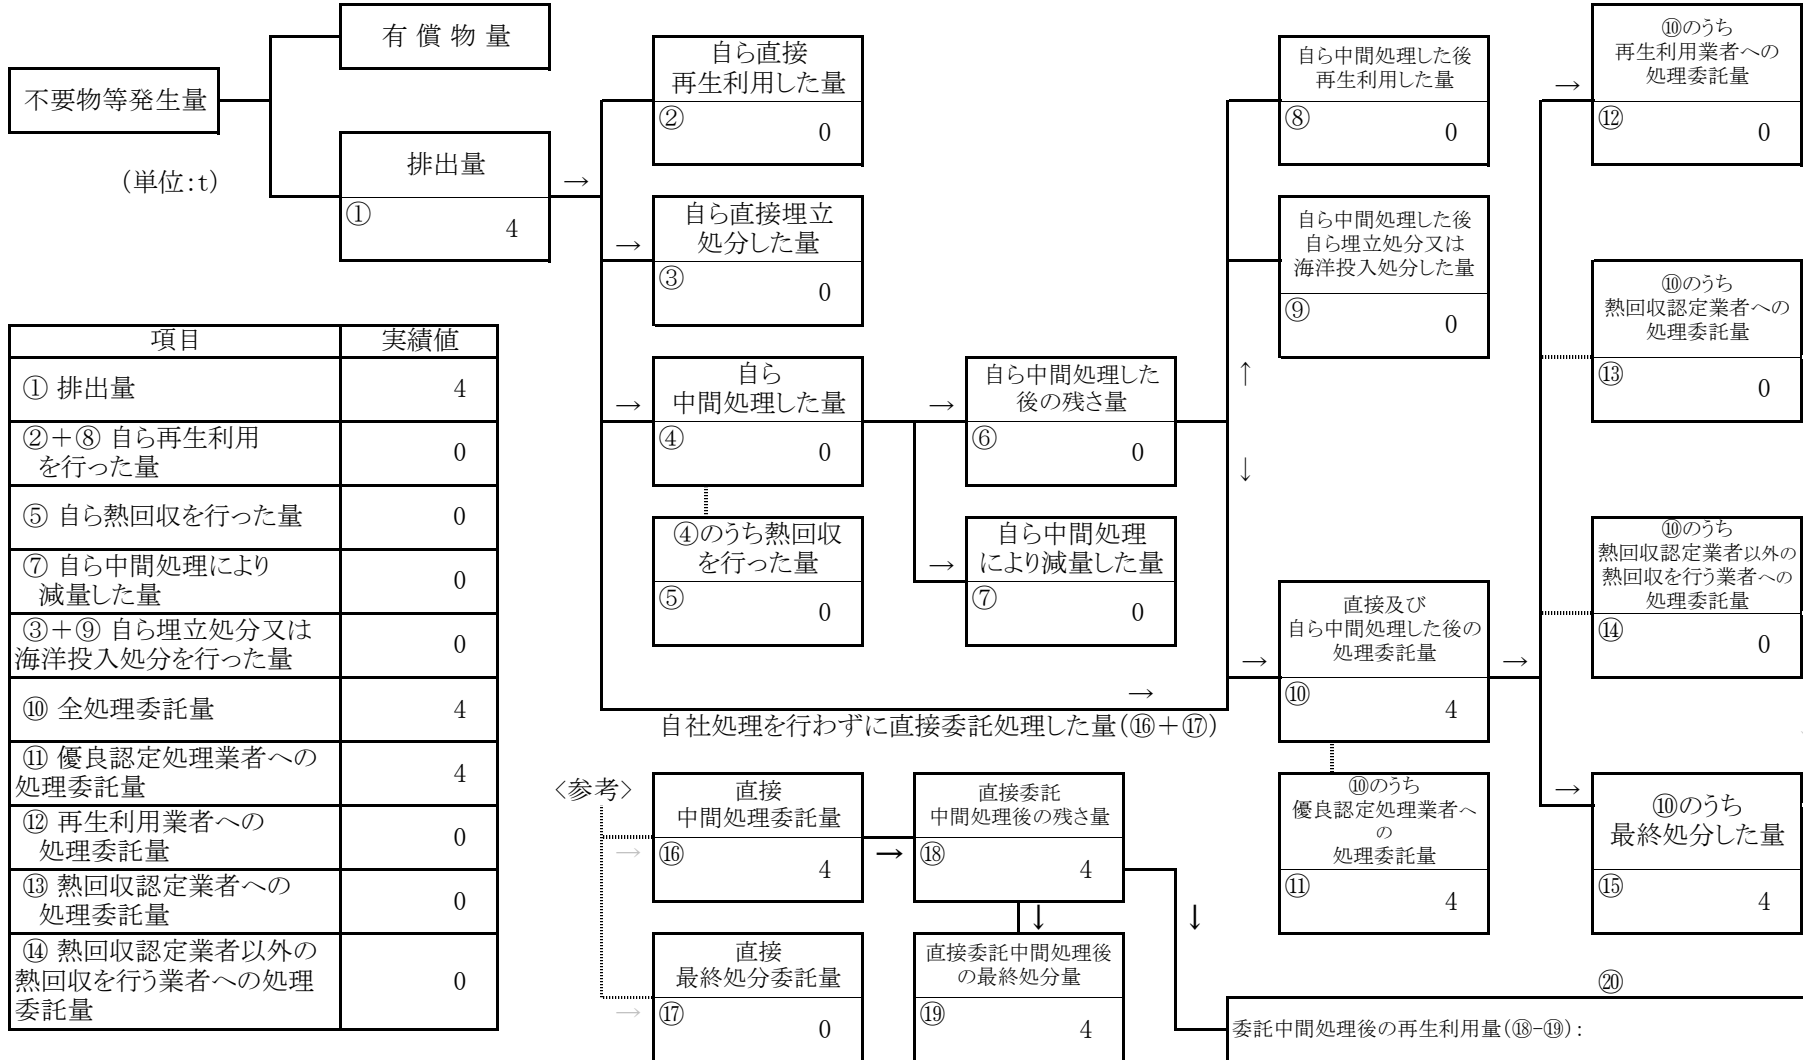 有 償 物 量
不要物等発生量
(単位:t)
排出量
①
4
→
自ら直接
再生利用した量
②
0
→
自ら直接埋立
処分した量
③
0
→
自ら
中間処理した量
④
0
④のうち熱回収
を行った量
⑤
0
→
自ら中間処理した
後の残さ量
⑥
0
→
自ら中間処理
により減量した量
⑦
0
↑
↓
自ら中間処理した後
再生利用した量
⑧
0
自ら中間処理した後
自ら埋立処分又は
海洋投入処分した量
⑨
0
→
直接及び
自ら中間処理した後の
処理委託量
⑩
4
⑩のうち
優良認定処理業者へ
の
処理委託量
⑪
4
→
→
⑩のうち
再生利用業者への
処理委託量
⑫
0
⑩のうち
熱回収認定業者への
処理委託量
⑬
0
⑩のうち
熱回収認定業者以外の
熱回収を行う業者への
処理委託量
⑭
0
→
⑩のうち
最終処分した量
⑮
4
→
自社処理を行わずに直接委託処理した量(⑯+⑰)
<参考>
→
直接
中間処理委託量
⑯
4
→
直接
最終処分委託量
⑰
0
→
直接委託
中間処理後の残さ量
⑱
4
↓
直接委託中間処理後
の最終処分量
⑲
4
↓
⑳
委託中間処理後の再生利用量(⑱-⑲):
項目 実績値
① 排出量 4
②+⑧ 自ら再生利用
を行った量 0
⑤ 自ら熱回収を行った量 0
⑦ 自ら中間処理により
減量した量 0
③+⑨ 自ら埋立処分又は
海洋投入処分を行った量 0
⑩ 全処理委託量 4
⑪ 優良認定処理業者への
処理委託量 4
⑫ 再生利用業者への
処理委託量 0
⑬ 熱回収認定業者への
処理委託量 0
⑭ 熱回収認定業者以外の
熱回収を行う業者への処理
委託量 0